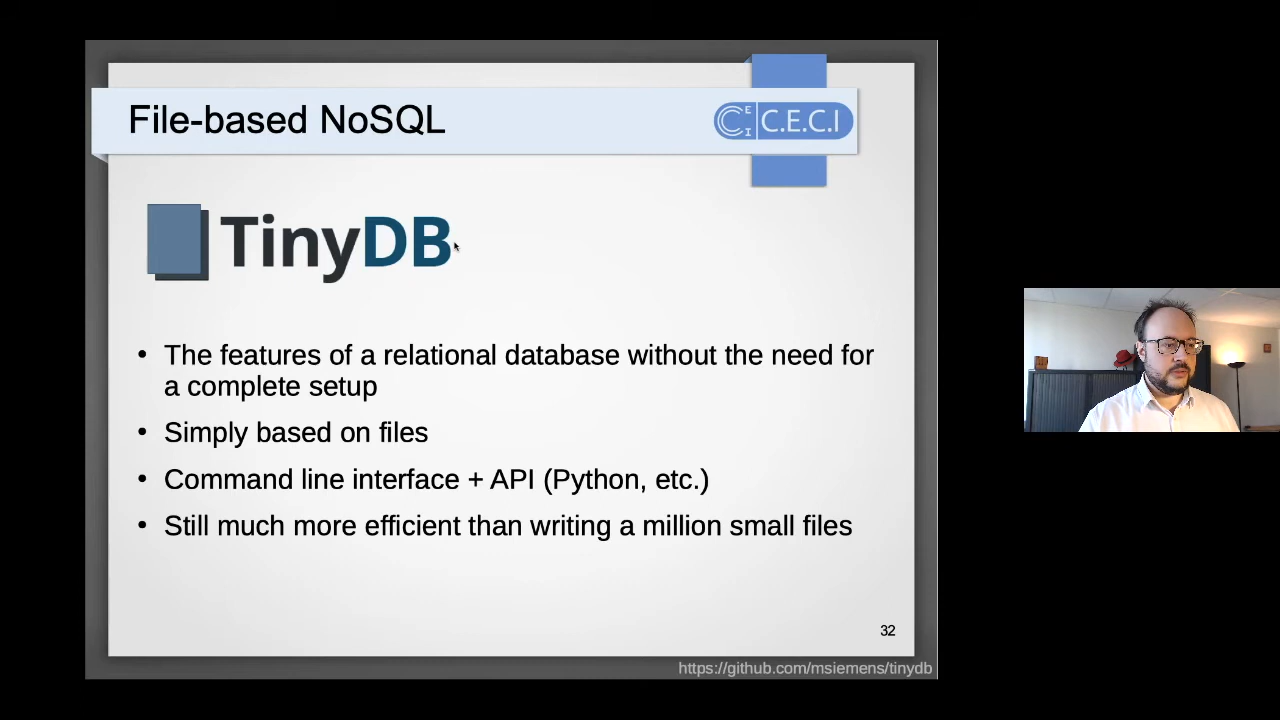 File-based NoSQL
C E C I C.E.C.I
TinyDB
• The features of a relational database without the need for
a complete setup
• Simply based on files
• Command line interface + API (Python, etc.)
• Still much more efficient than writing a million small files
32
https://github.com/msiemens/tinydb